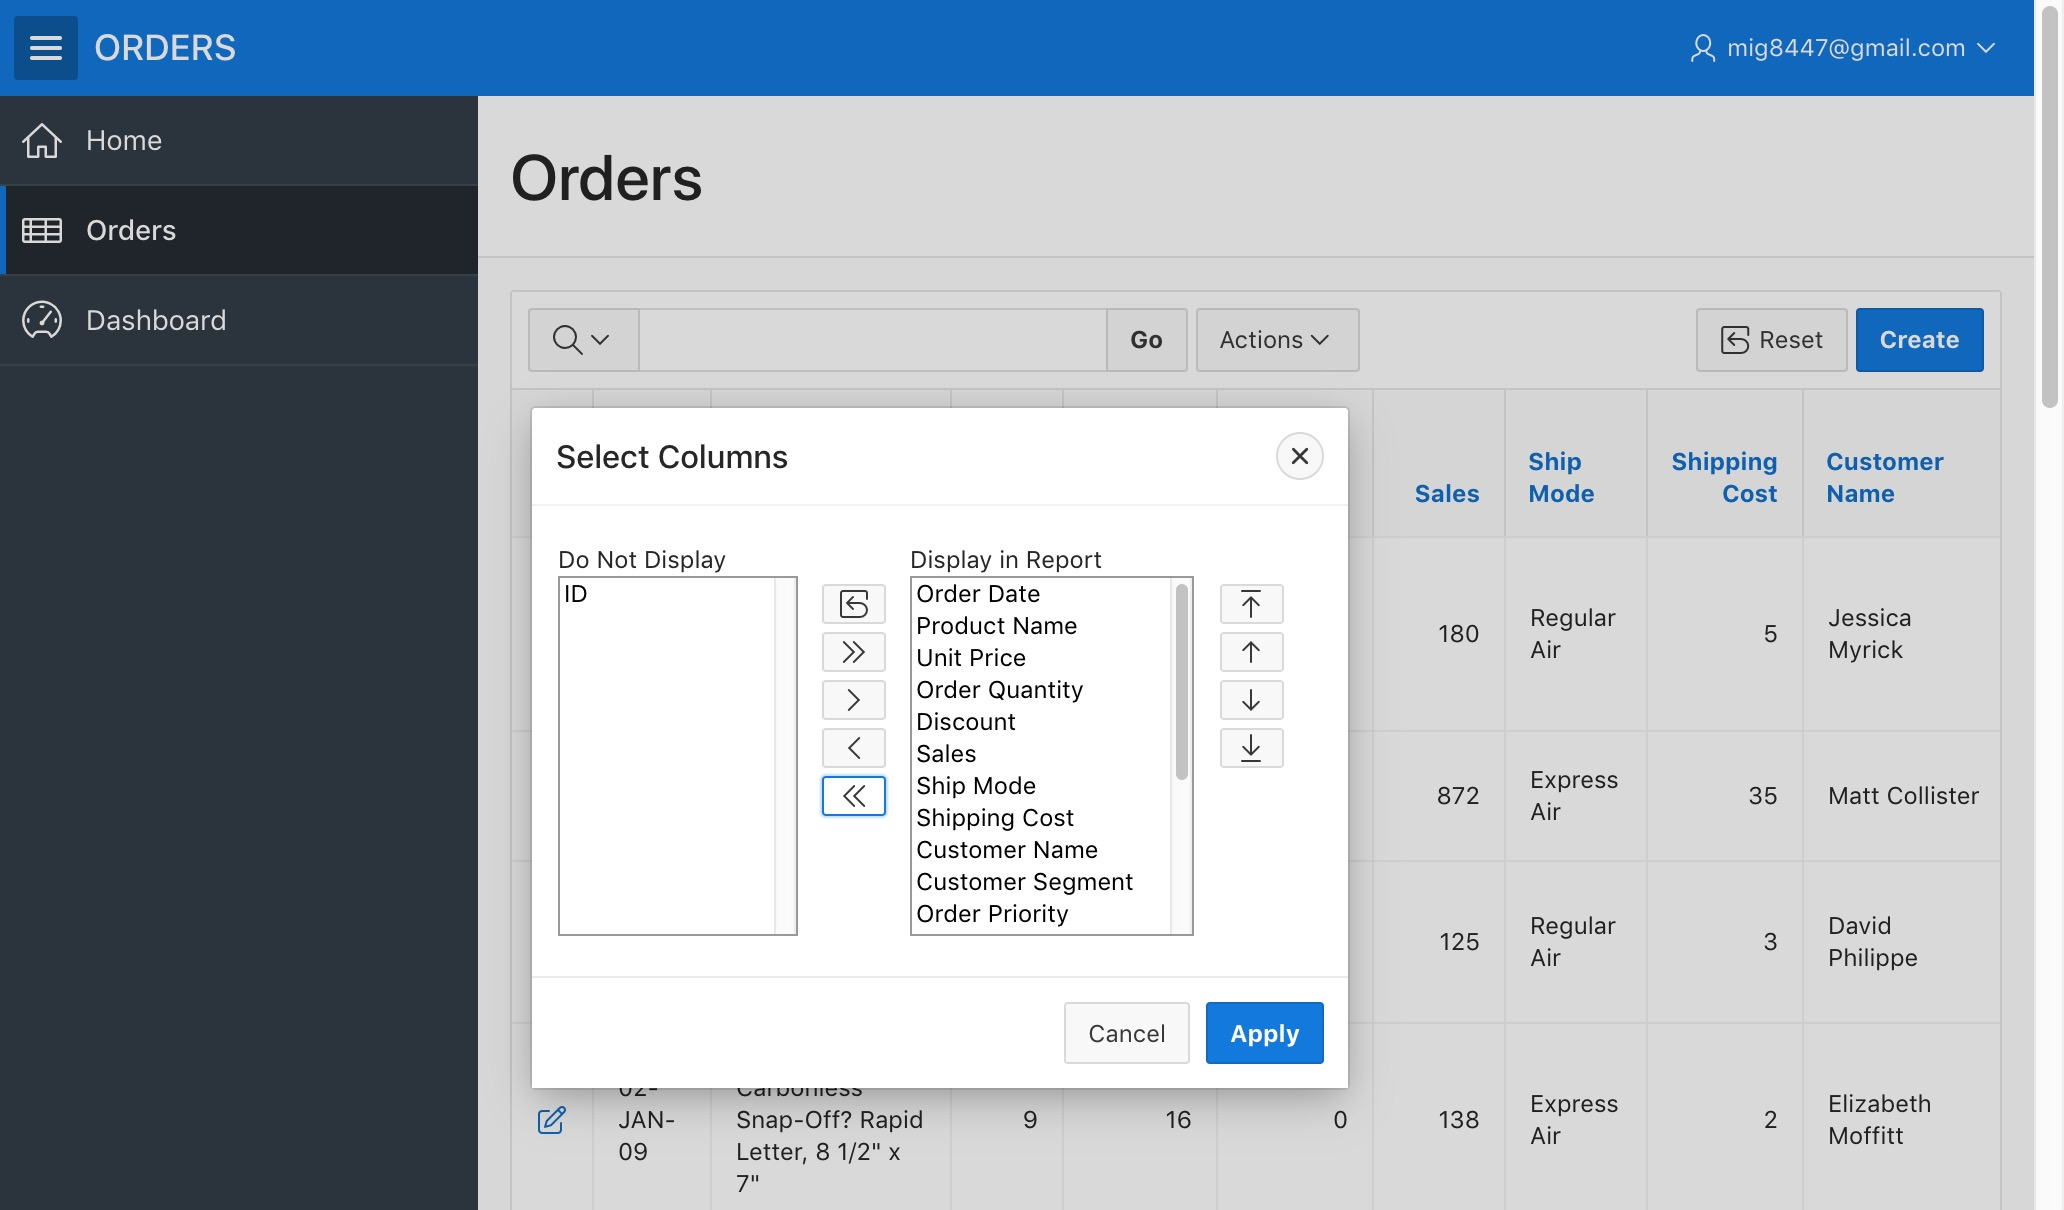 ORDERS
mig8447@gmail.com
Home
Orders
Dashboard
Orders
Go
Actions
Reset
Create
Sales
Ship
Mode
Shipping
Cost
Customer
Name
Select Columns
Do Not Display
ID
Display in Report
Order Date
Product Name
Unit Price
Order Quantity
Discount
Sales
Ship Mode
Shipping Cost
Customer Name
Customer Segment
Order Priority
Cancel
Apply
180
Regular
Air
5
Jessica
Myrick
872
Express
Air
35
Matt Collister
125
Regular
Air
3
David
Philippe
02-
JAN-
09
Carbonless
Snap-Off? Rapid
Letter, 8 1/2" x
7"
9
16
0
138
Express
Air
2
Elizabeth
Moffitt